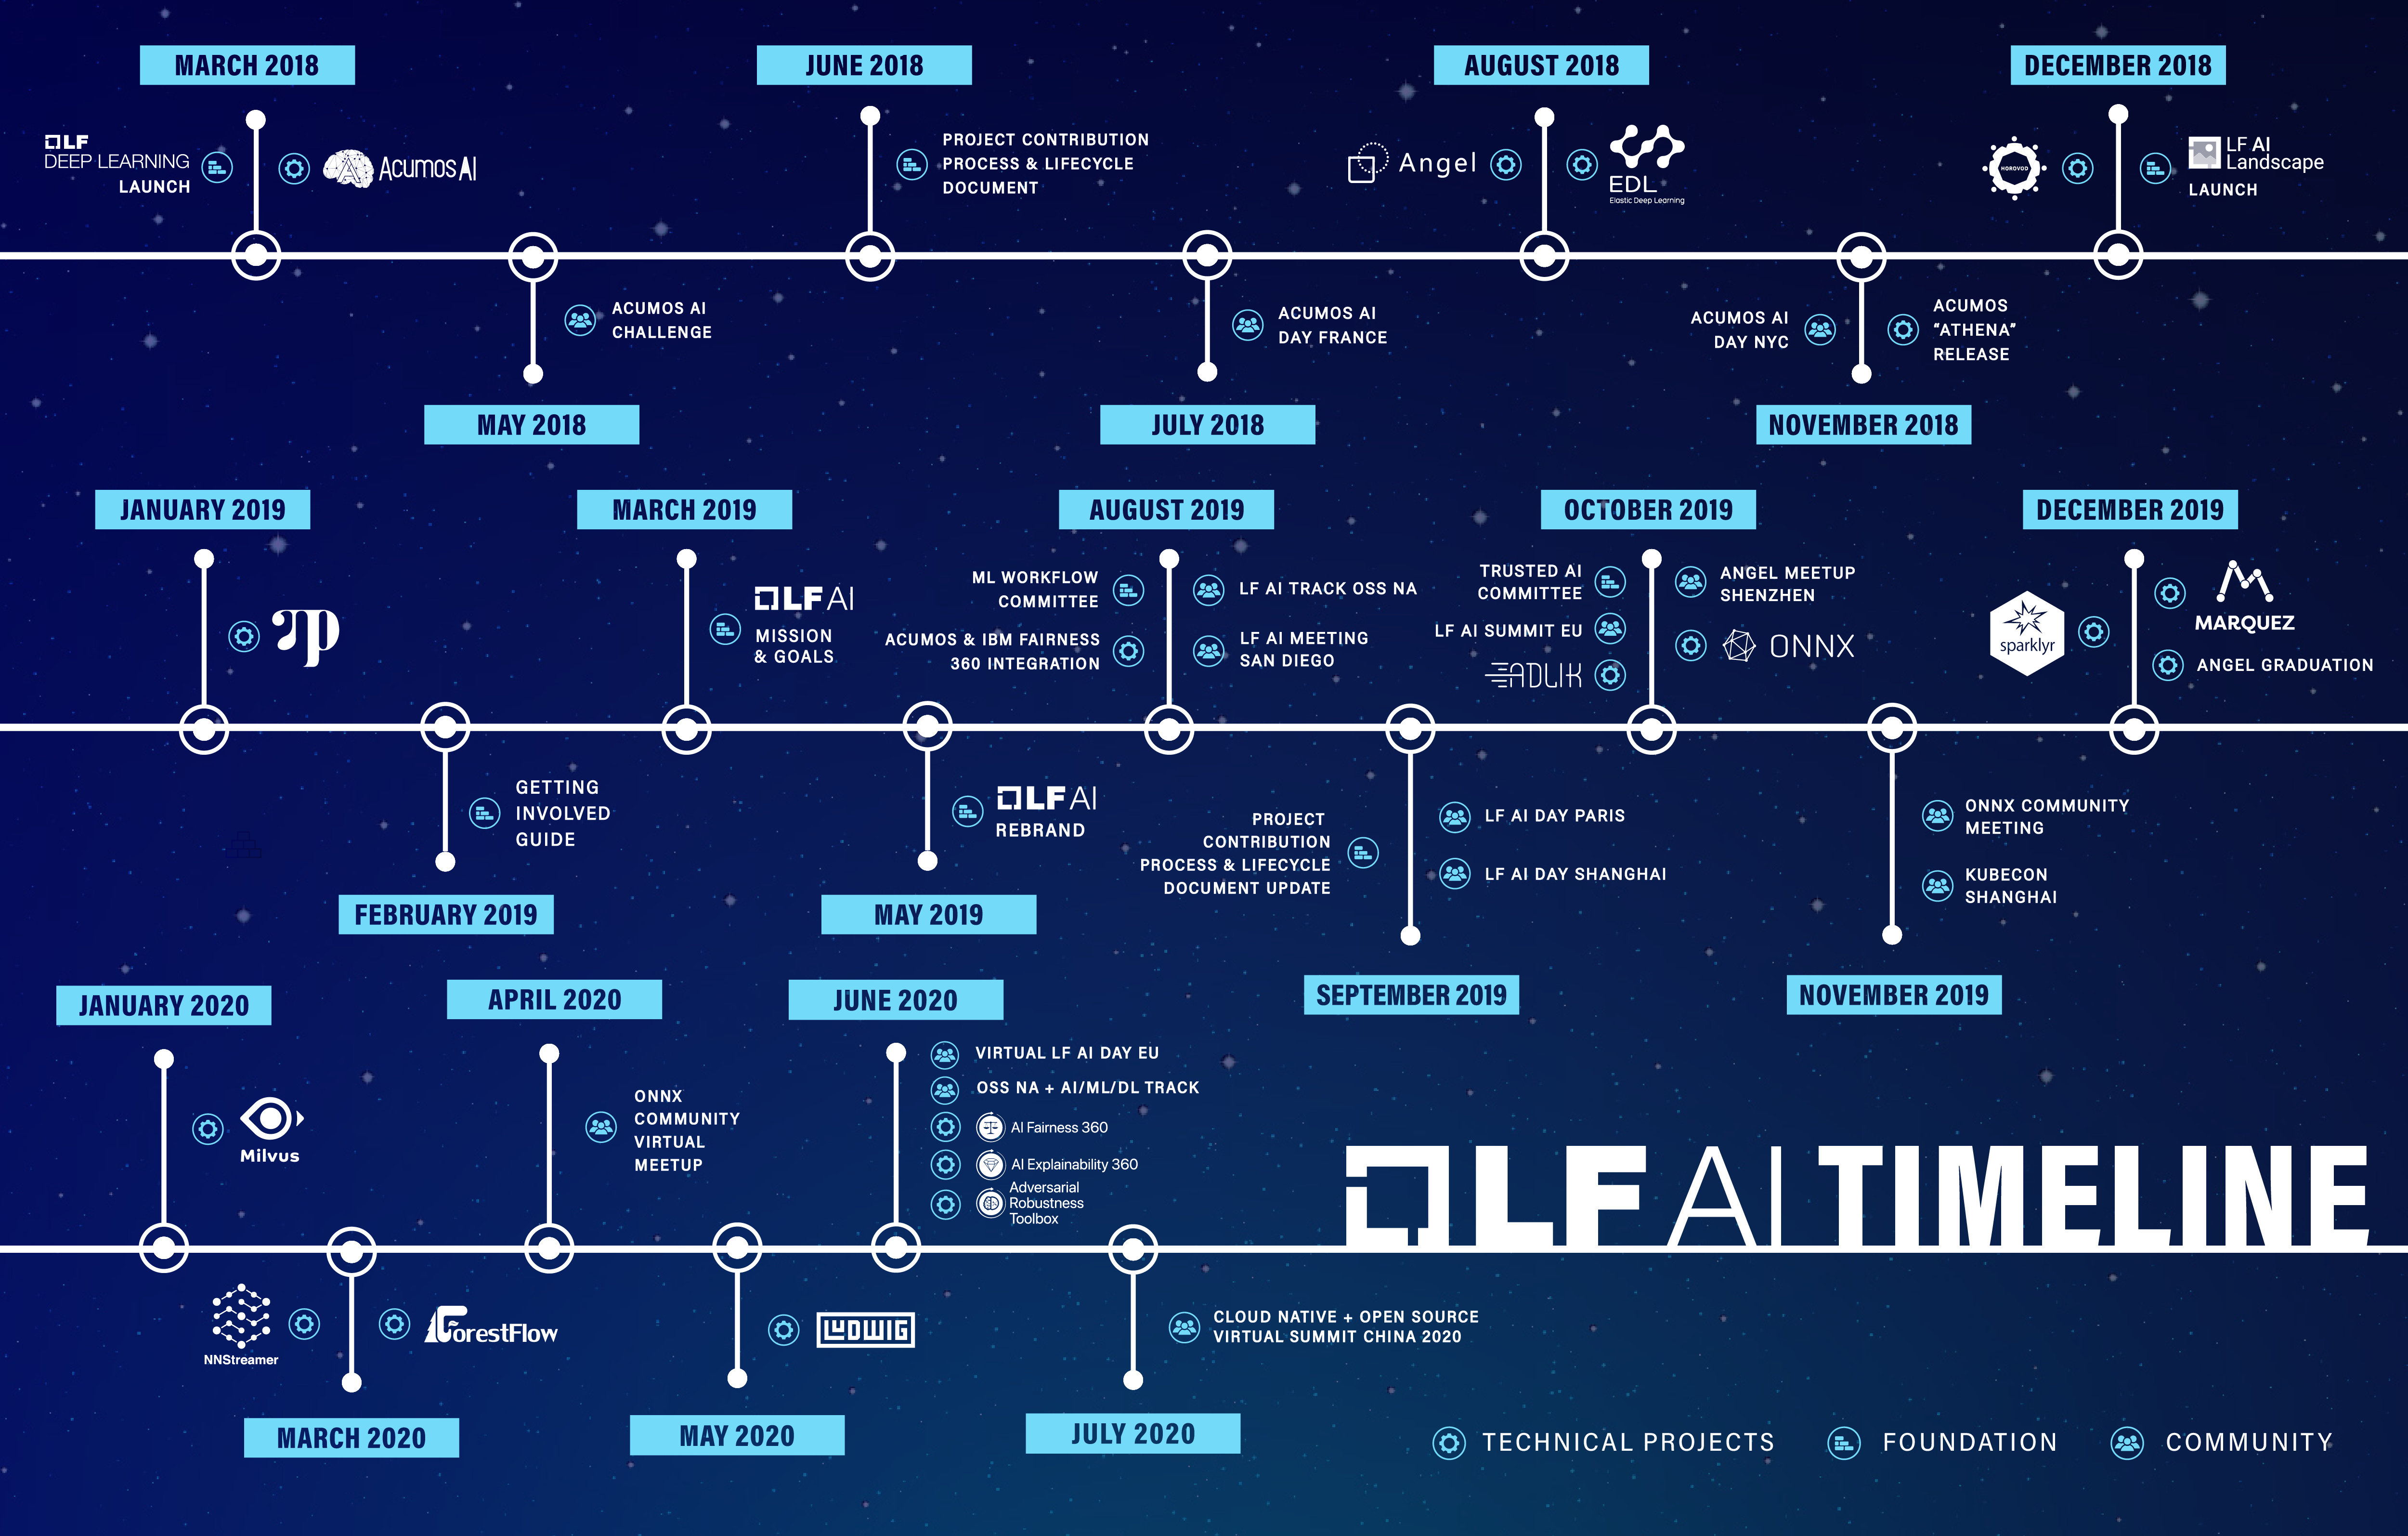 MARCH 2018
JUNE 2018
AUGUST 2018
DECEMBER 2018
LF
DEEP LEARNING
LAUNCH
Acumos AI
PROJECT CONTRIBUTION
PROCESS & LIFECYCLE
DOCUMENT
Angel
EDL
Elastic Deep Learning
HOROVOD
LF AI
Landscape
LAUNCH
ACUMOS AI
CHALLENGE
ACUMOS AI
DAY FRANCE
ACUMOS AI
DAY NYC
ACUMOS
“ATHENA”
RELEASE
MAY 2018
JULY 2018
NOVEMBER 2018
JANUARY 2019
MARCH 2019
AUGUST 2019
OCTOBER 2019
DECEMBER 2019
LF AI
MISSION
& GOALS
ML WORKFLOW
COMMITTEE
ACUMOS & IBM FAIRNESS
360 INTEGRATION
LF AI TRACK OSS NA
LF AI MEETING
SAN DIEGO
TRUSTED AI
COMMITTEE
LF AI SUMMIT EU
ADLIK
ANGEL MEETUP
SHENZHEN
ONNX
sparklyr
MARQUEZ
ANGEL GRADUATION
GETTING
INVOLVED
GUIDE
LF AI
REBRAND
PROJECT
CONTRIBUTION
PROCESS & LIFECYCLE
DOCUMENT UPDATE
LF AI DAY PARIS
LF AI DAY SHANGHAI
ONNX COMMUNITY
MEETING
KUBECON
SHANGHAI
FEBRUARY 2019
MAY 2019
SEPTEMBER 2019
NOVEMBER 2019
JANUARY 2020
APRIL 2020
JUNE 2020
Milvus
ONNX
COMMUNITY
VIRTUAL
MEETUP
VIRTUAL LF AI DAY EU
OSS NA + AI/ML/DL TRACK
AI Fairness 360
AI Explainability 360
Adversarial
Robustness
Toolbox
LF AI TIMELINE
NNStreamer
ForestFlow
LUDWIG
CLOUD NATIVE + OPEN SOURCE
VIRTUAL SUMMIT CHINA 2020
MARCH 2020
MAY 2020
JULY 2020
TECHNICAL PROJECTS
FOUNDATION
COMMUNITY